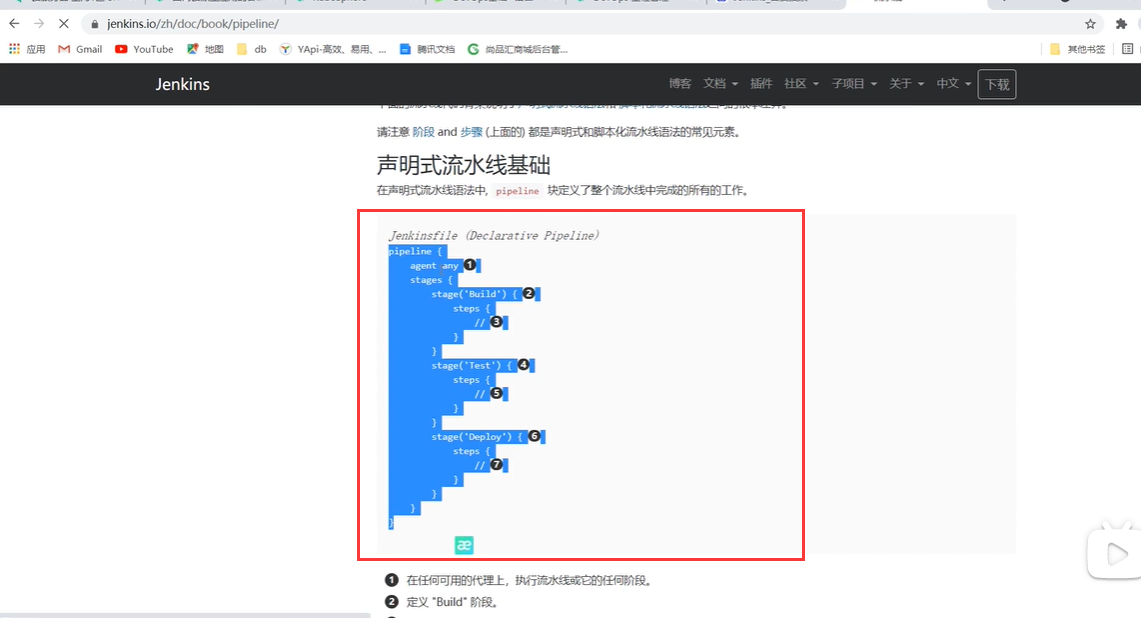 jenkins.io/zh/doc/book/pipeline/
应用 Gmail YouTube 地图 db YApi-高效、易用、... 腾讯文档 尚品汇商城后台管... 其他书签
Jenkins 博客 文档 插件 社区 子项目 关于 中文 下载
请注意 阶段 and 步骤 (上面的) 都是声明式和脚本化流水线语法的常见元素。
声明式流水线基础
在声明式流水线语法中, pipeline 块定义了整个流水线中完成的所有的工作。
Jenkinsfile (Declarative Pipeline)
pipeline {
agent any 1
stages {
stage('Build') { 2
steps {
// 3
}
}
stage('Test') { 4
steps {
// 5
}
}
stage('Deploy') { 6
steps {
// 7
}
}
}
}
æ
1 在任何可用的代理上，执行流水线或它的任何阶段。
2 定义 "Build" 阶段。